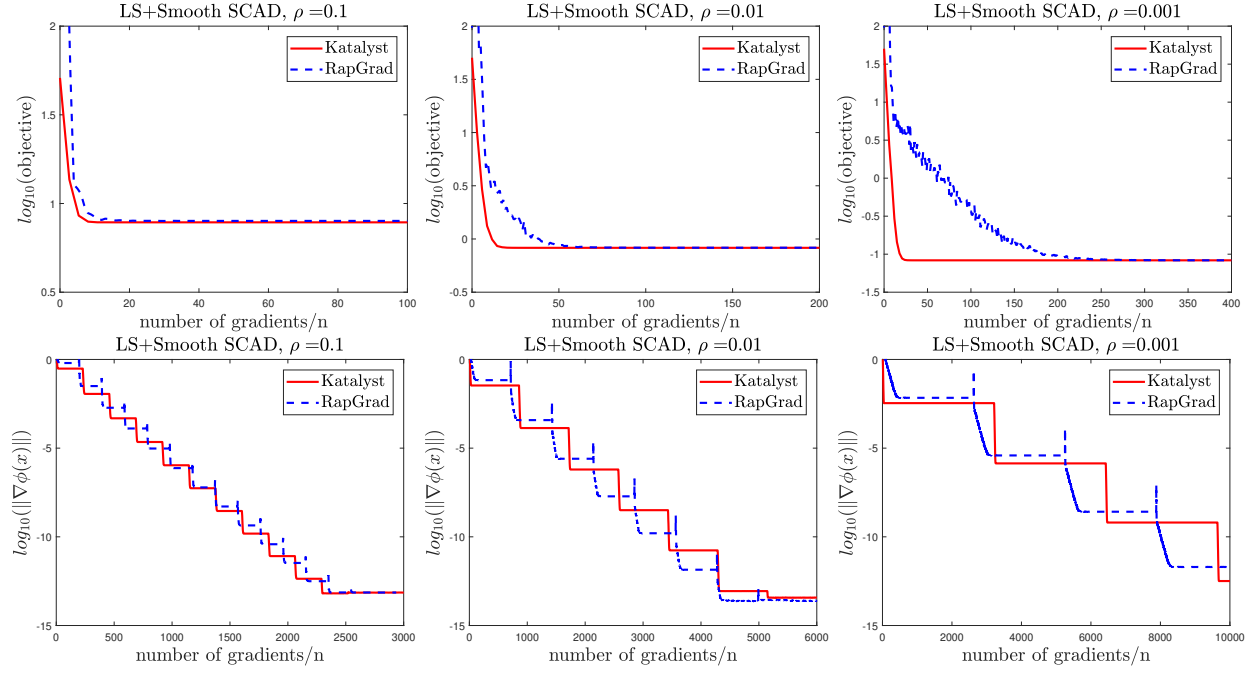 LS+Smooth SCAD, ρ =0.1
2
1.5
1
0.5
0 20 40 60 80 100
log₁₀(objective)
number of gradients/n
Katalyst
RapGrad
LS+Smooth SCAD, ρ =0.01
2
1.5
1
0.5
0
-0.5
0 50 100 150 200
log₁₀(objective)
number of gradients/n
Katalyst
RapGrad
LS+Smooth SCAD, ρ =0.001
2
1.5
1
0.5
0
-0.5
-1
-1.5
0 50 100 150 200 250 300 350 400
log₁₀(objective)
number of gradients/n
Katalyst
RapGrad
LS+Smooth SCAD, ρ =0.1
0
-5
-10
-15
0 500 1000 1500 2000 2500 3000
log₁₀(||∇ϕ(x)||)
number of gradients/n
Katalyst
RapGrad
LS+Smooth SCAD, ρ =0.01
0
-5
-10
-15
0 1000 2000 3000 4000 5000 6000
log₁₀(||∇ϕ(x)||)
number of gradients/n
Katalyst
RapGrad
LS+Smooth SCAD, ρ =0.001
0
-5
-10
-15
0 2000 4000 6000 8000 10000
log₁₀(||∇ϕ(x)||)
number of gradients/n
Katalyst
RapGrad